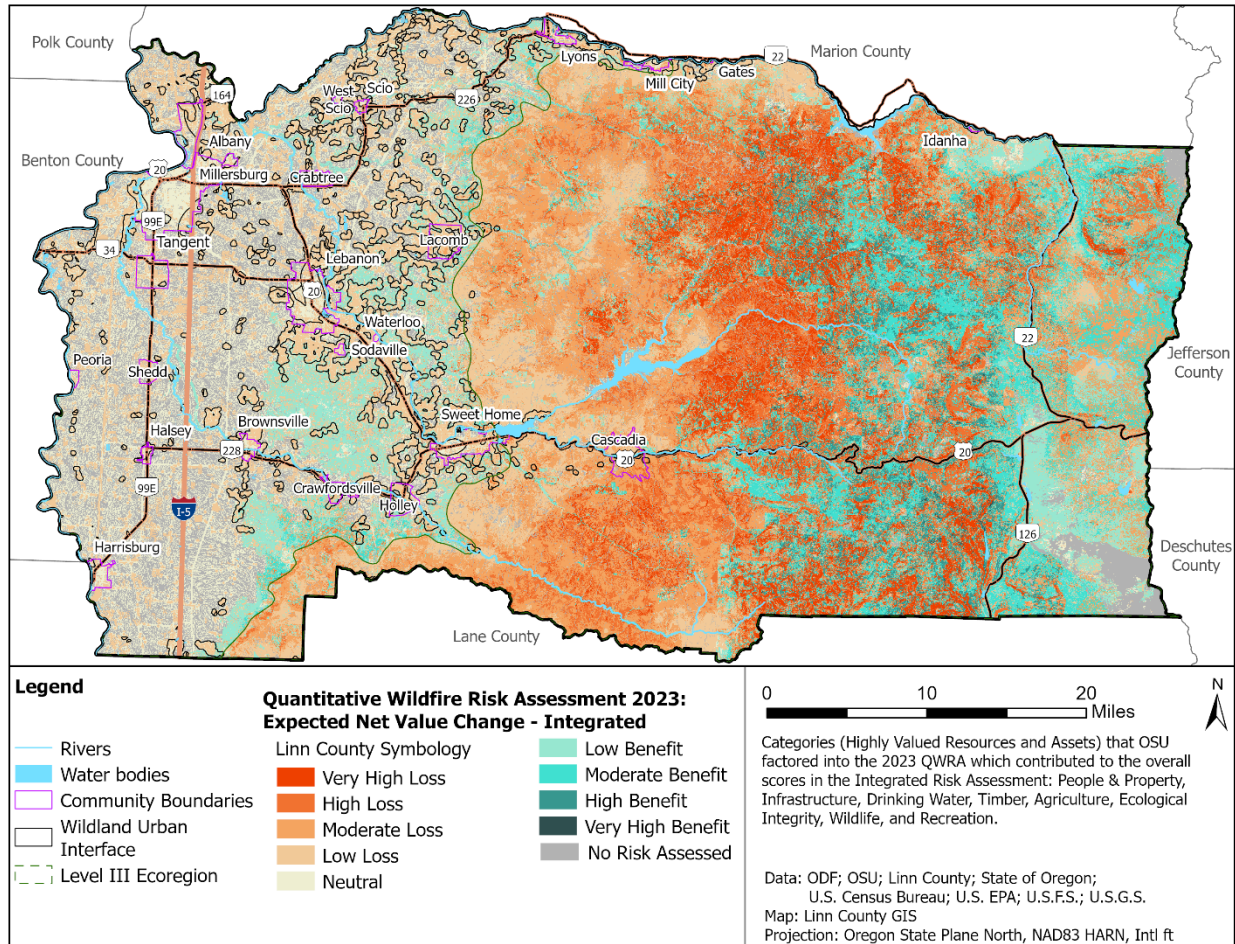 Polk County
Marion County
22
Lyons
Mill City
Gates
164
West
Scio
Scio
226
Idanha
Albany
Benton County
20
Millersburg
Crabtree
99E
34
Tangent
Lacomb
Lebanon
20
Waterloo
22
Sodaville
Peoria
Shedd
Jefferson
County
Sweet Home
Brownsville
Halsey
228
Cascadia
20
20
99E
Crawfordsville
Holley
I-5
126
Harrisburg
Deschutes
County
Lane County
Legend
Rivers
Water bodies
Community Boundaries
Wildland Urban
Interface
Level III Ecoregion
Quantitative Wildfire Risk Assessment 2023:
Expected Net Value Change - Integrated
Linn County Symbology
Very High Loss
High Loss
Moderate Loss
Low Loss
Neutral
Low Benefit
Moderate Benefit
High Benefit
Very High Benefit
No Risk Assessed
0 10 20
Miles
N
Categories (Highly Valued Resources and Assets) that OSU
factored into the 2023 QWRA which contributed to the overall
scores in the Integrated Risk Assessment: People & Property,
Infrastructure, Drinking Water, Timber, Agriculture, Ecological
Integrity, Wildlife, and Recreation.
Data: ODF; OSU; Linn County; State of Oregon;
U.S. Census Bureau; U.S. EPA; U.S.F.S.; U.S.G.S.
Map: Linn County GIS
Projection: Oregon State Plane North, NAD83 HARN, Intl ft